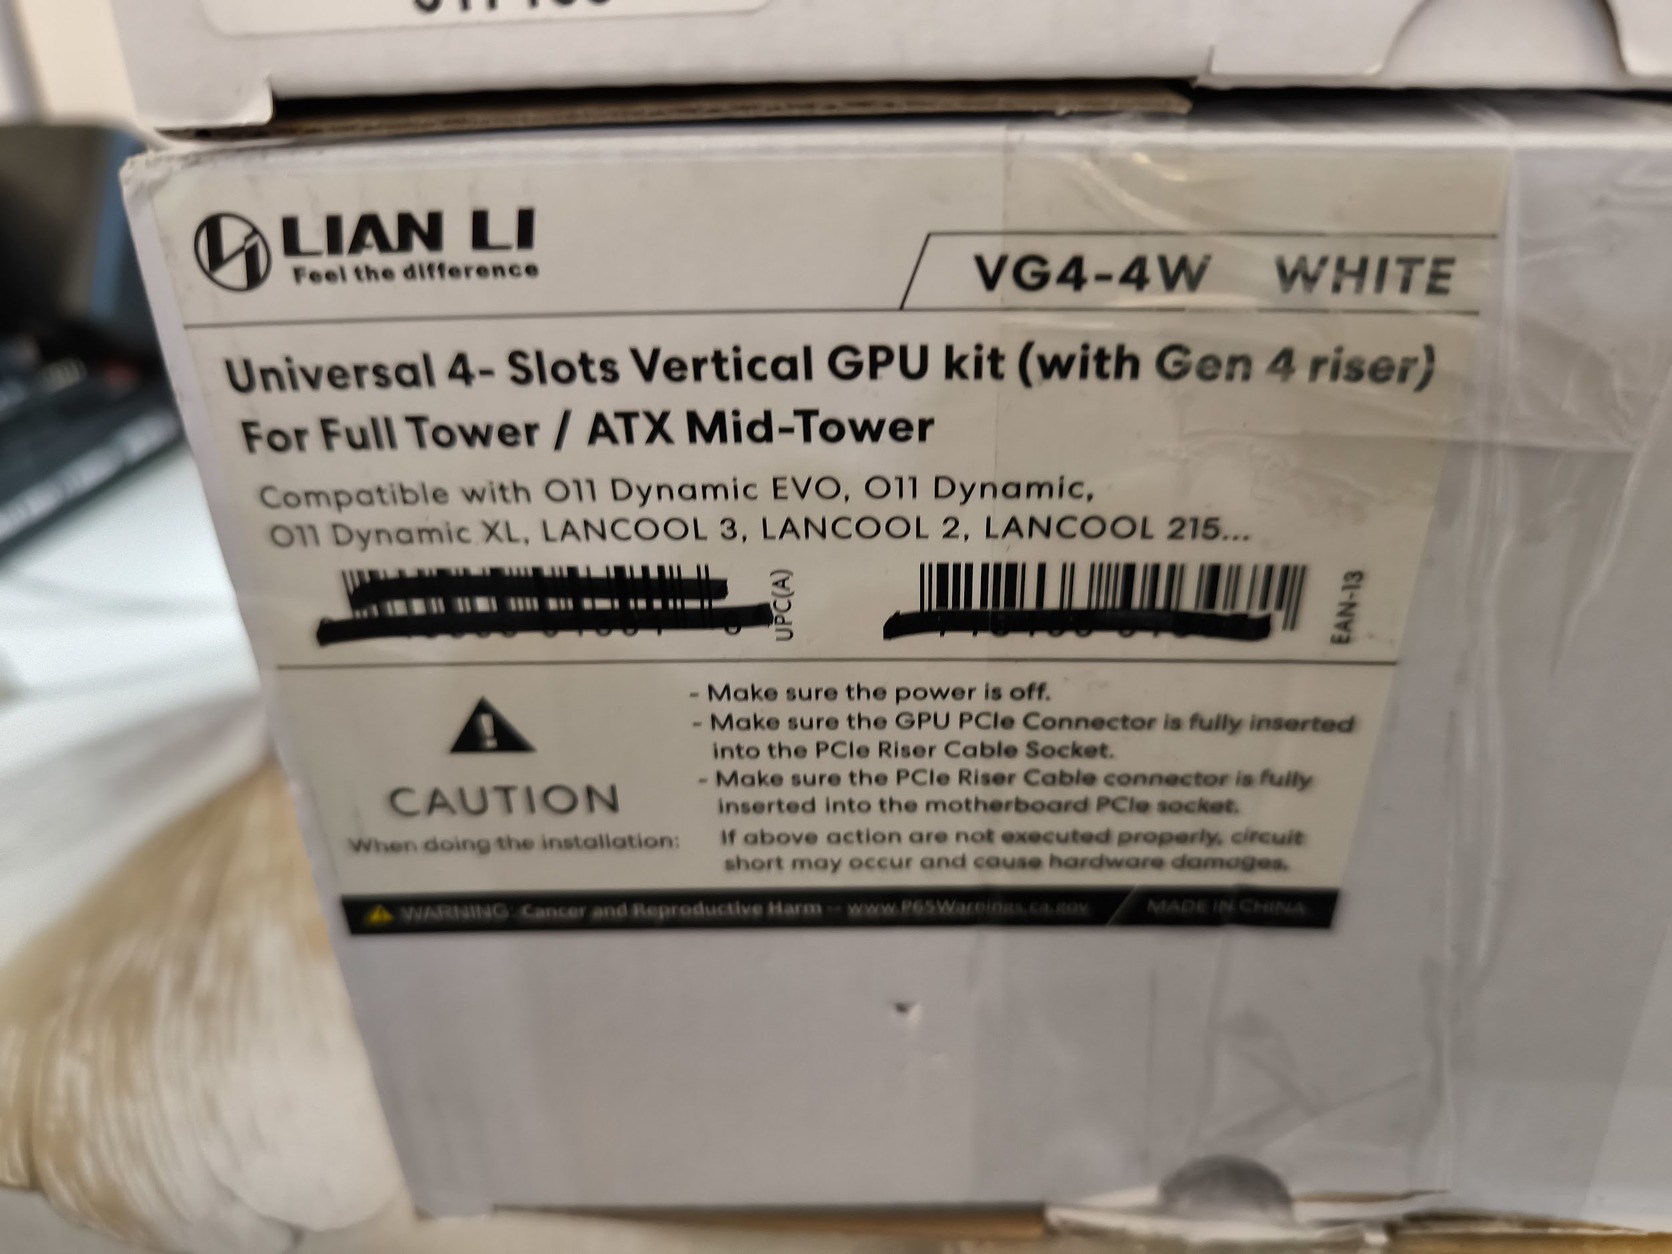 LIAN LI
Feel the difference
VG4-4W WHITE
Universal 4- Slots Vertical GPU kit (with Gen 4 riser)
For Full Tower / ATX Mid-Tower
Compatible with O11 Dynamic EVO, O11 Dynamic,
O11 Dynamic XL, LANCOOL 3, LANCOOL 2, LANCOOL 215...
UPC(A)
EAN-13
- Make sure the power is off.
- Make sure the GPU PCIe Connector is fully inserted
into the PCIe Riser Cable Socket.
- Make sure the PCIe Riser Cable connector is fully
inserted into the motherboard PCIe socket.
CAUTION
When doing the installation:
If above action are not executed properly, circuit
short may occur and cause hardware damages.
WARNING: Cancer and Reproductive Harm -- www.P65Warnings.ca.gov
MADE IN CHINA